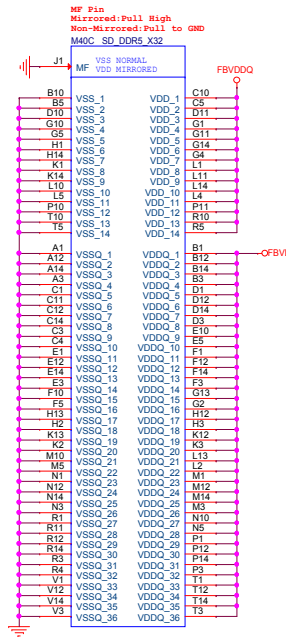 MF Pin
Mirrored:Pull High
Non-Mirrored:Pull to GND
M40C SD_DDR5_X32
J1 MF VSS NORMAL
VDD MIRRORED
FBVDDQ
B10 VSS_1 VDD_1 C10
B5 VSS_2 VDD_2 C5
D10 VSS_3 VDD_3 D11
G10 VSS_4 VDD_4 G1
G5 VSS_5 VDD_5 G11
H1 VSS_6 VDD_6 G14
H14 VSS_7 VDD_7 G4
K1 VSS_8 VDD_8 L1
K14 VSS_9 VDD_9 L11
L10 VSS_10 VDD_10 L14
L5 VSS_11 VDD_11 L4
P10 VSS_12 VDD_12 P11
T10 VSS_13 VDD_13 R10
T5 VSS_14 VDD_14 R5
A1 VSSQ_1 VDDQ_1 B1
A12 VSSQ_2 VDDQ_2 B12
A14 VSSQ_3 VDDQ_3 B14
A3 VSSQ_4 VDDQ_4 B3
C1 VSSQ_5 VDDQ_5 D1
C11 VSSQ_6 VDDQ_6 D12
C12 VSSQ_7 VDDQ_7 D14
C14 VSSQ_8 VDDQ_8 D3
C3 VSSQ_9 VDDQ_9 E10
C4 VSSQ_10 VDDQ_10 E5
E1 VSSQ_11 VDDQ_11 F1
E12 VSSQ_12 VDDQ_12 F12
E14 VSSQ_13 VDDQ_13 F14
E3 VSSQ_14 VDDQ_14 F3
F10 VSSQ_15 VDDQ_15 G13
F5 VSSQ_16 VDDQ_16 G2
H13 VSSQ_17 VDDQ_17 H12
H2 VSSQ_18 VDDQ_18 H3
K13 VSSQ_19 VDDQ_19 K12
K2 VSSQ_20 VDDQ_20 K3
M10 VSSQ_21 VDDQ_21 L13
M5 VSSQ_22 VDDQ_22 L2
N1 VSSQ_23 VDDQ_23 M1
N12 VSSQ_24 VDDQ_24 M12
N14 VSSQ_25 VDDQ_25 M14
N3 VSSQ_26 VDDQ_26 M3
R1 VSSQ_27 VDDQ_27 N10
R11 VSSQ_28 VDDQ_28 N5
R12 VSSQ_29 VDDQ_29 P1
R14 VSSQ_30 VDDQ_30 P12
R3 VSSQ_31 VDDQ_31 P14
R4 VSSQ_32 VDDQ_32 P3
V1 VSSQ_33 VDDQ_33 T1
V12 VSSQ_34 VDDQ_34 T12
V14 VSSQ_35 VDDQ_35 T14
V3 VSSQ_36 VDDQ_36 T3